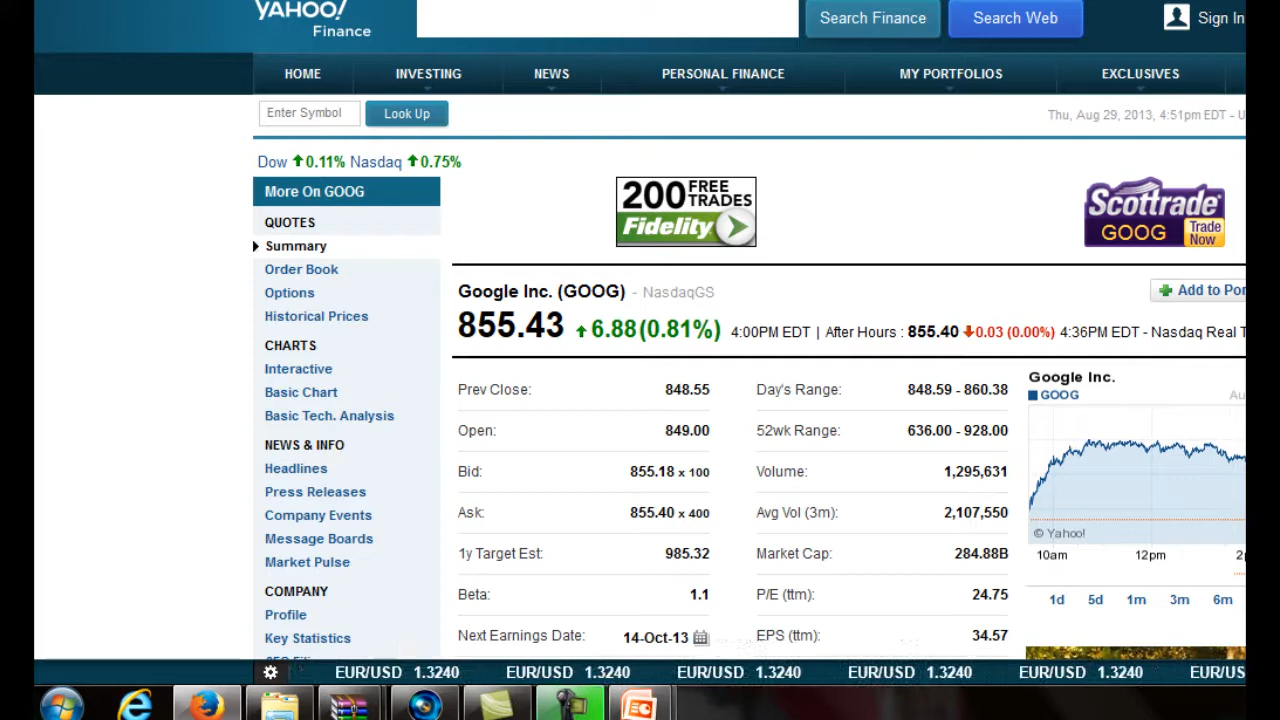 YAHOO!
Finance
Search Finance
Search Web
Sign In
HOME
INVESTING
NEWS
PERSONAL FINANCE
MY PORTFOLIOS
EXCLUSIVES
Enter Symbol
Look Up
Thu, Aug 29, 2013, 4:51pm EDT - U
Dow 0.11% Nasdaq 0.75%
More On GOOG
QUOTES
Summary
Order Book
Options
Historical Prices
CHARTS
Interactive
Basic Chart
Basic Tech. Analysis
NEWS & INFO
Headlines
Press Releases
Company Events
Message Boards
Market Pulse
COMPANY
Profile
Key Statistics
200 FREE TRADES
Fidelity
Scottrade
GOOG Trade Now
Google Inc. (GOOG) - NasdaqGS
Add to Por
855.43 6.88(0.81%) 4:00PM EDT | After Hours : 855.40 0.03 (0.00%) 4:36PM EDT - Nasdaq Real T
Prev Close: 848.55
Open: 849.00
Bid: 855.18 x 100
Ask: 855.40 x 400
1y Target Est: 985.32
Beta: 1.1
Next Earnings Date: 14-Oct-13
Day's Range: 848.59 - 860.38
52wk Range: 636.00 - 928.00
Volume: 1,295,631
Avg Vol (3m): 2,107,550
Market Cap: 284.88B
P/E (ttm): 24.75
EPS (ttm): 34.57
Google Inc.
GOOG Au
© Yahoo!
10am 12pm 2p
1d 5d 1m 3m 6m
EUR/USD 1.3240 EUR/USD 1.3240 EUR/USD 1.3240 EUR/USD 1.3240 EUR/USD 1.3240 EUR/US